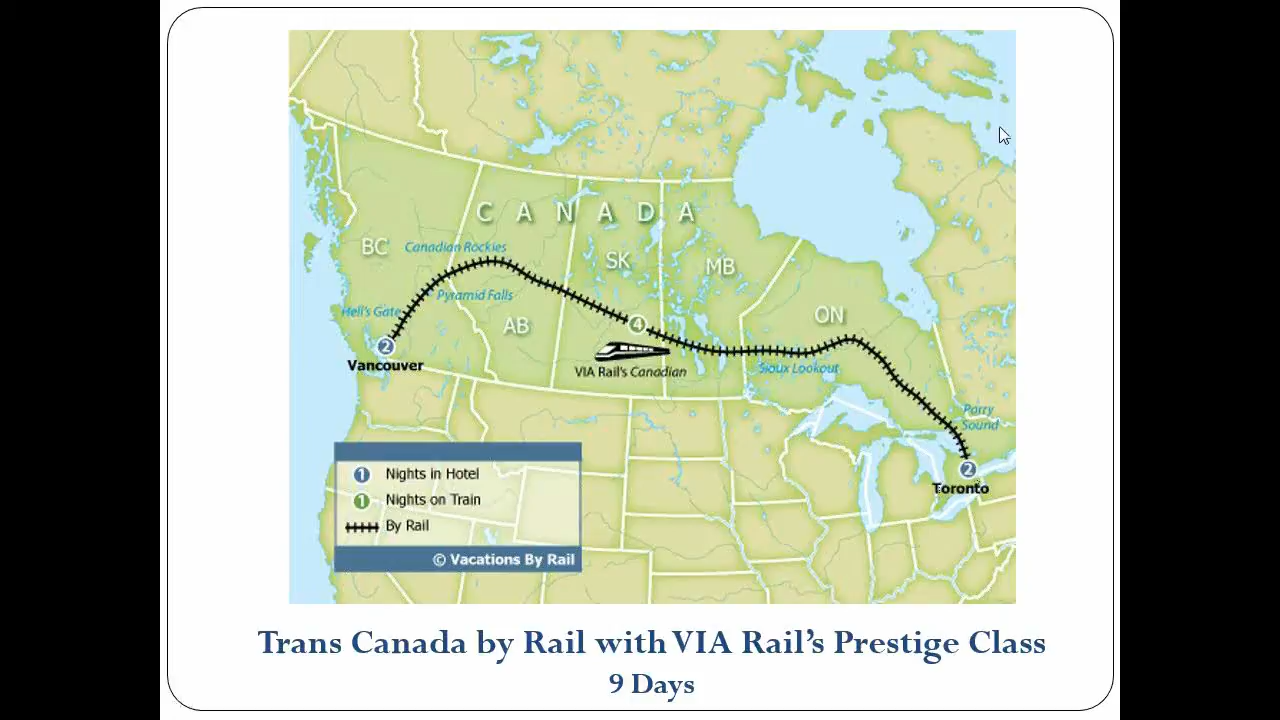 C A N A D A
BC
Canadian Rockies
SK
MB
Pyramid Falls
Hell's Gate
AB
4
ON
2
Vancouver
VIA Rail's Canadian
Sioux Lookout
Parry
Sound
2
Toronto
1 Nights in Hotel
1 Nights on Train
By Rail
© Vacations By Rail
Trans Canada by Rail with VIA Rail's Prestige Class
9 Days